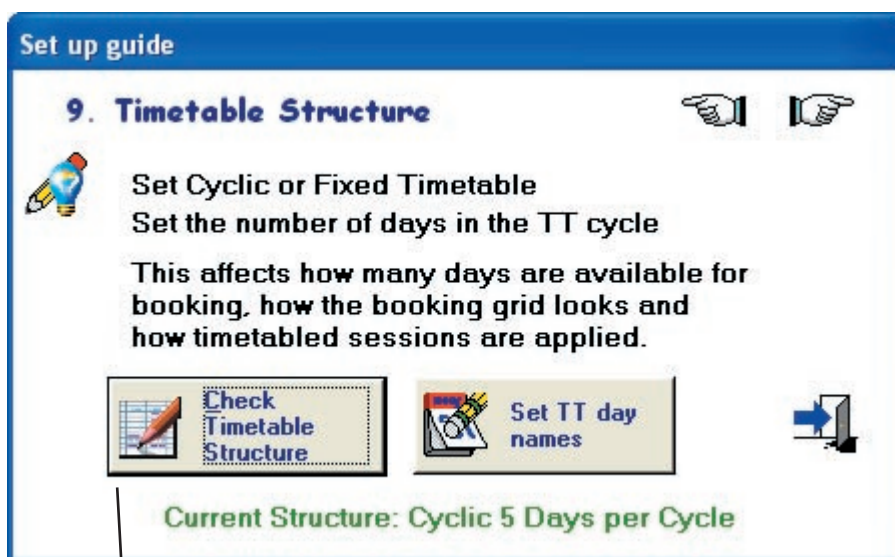 Set up guide
9. Timetable Structure
Set Cyclic or Fixed Timetable
Set the number of days in the TT cycle
This affects how many days are available for
booking, how the booking grid looks and
how timetabled sessions are applied.
Check
Timetable
Structure
Set TT day
names
Current Structure: Cyclic 5 Days per Cycle